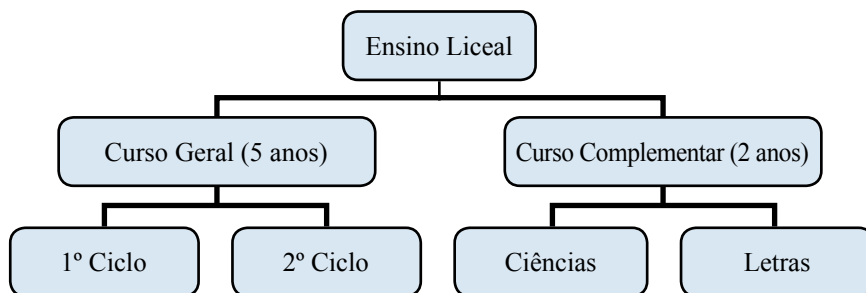 Ensino Liceal
Curso Geral (5 anos)
Curso Complementar (2 anos)
1º Ciclo
2º Ciclo
Ciências
Letras